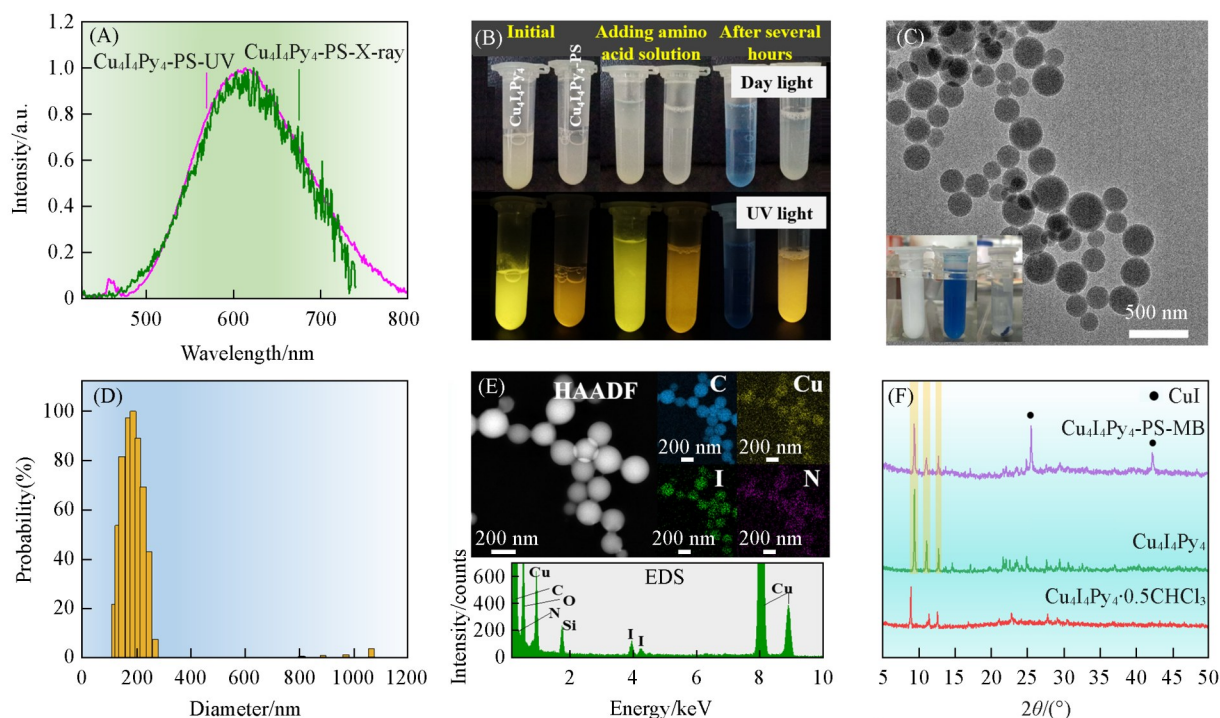 (A)
Cu₄I₄Py₄-PS-UV
Cu₄I₄Py₄-PS-X-ray
Intensity/a.u.
1.0
0.8
0.6
0.4
0.2
0
500
600
700
800
Wavelength/nm
(B)
Initial
Adding amino
acid solution
After several
hours
Cu₄I₄Py₄
Cu₄I₄Py₄-PS
Day light
UV light
(C)
500 nm
(D)
Probability(%)
100
80
60
40
20
0
0
200
400
600
800
1000
1200
Diameter/nm
(E)
HAADF
200 nm
C
200 nm
Cu
200 nm
I
200 nm
N
200 nm
EDS
Intensity/counts
600
400
200
0
Cu
C
O
N
Si
I
I
Cu
2
4
6
8
10
Energy/keV
(F)
● CuI
Cu₄I₄Py₄-PS-MB
Cu₄I₄Py₄
Cu₄I₄Py₄·0.5CHCl₃
5
10
15
20
25
30
35
40
45
50
2θ/(°)